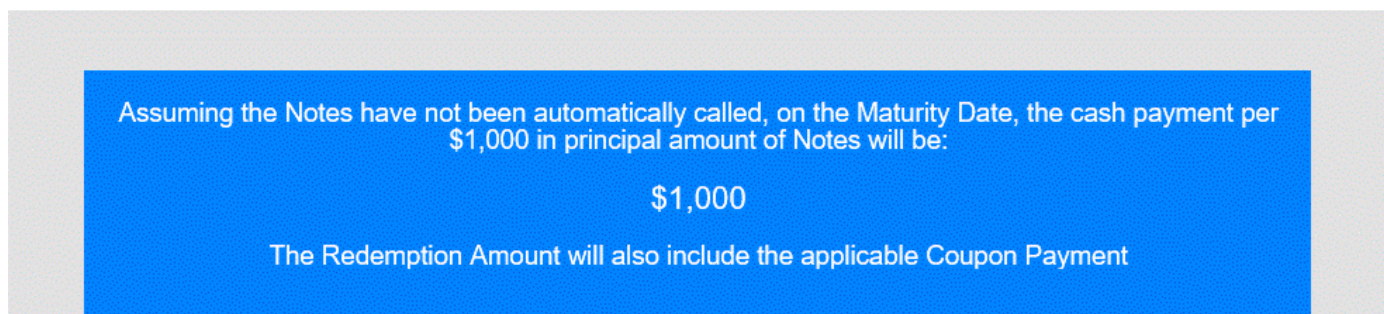 Assuming the Notes have not been automatically called, on the Maturity Date, the cash payment per
$1,000 in principal amount of Notes will be:
$1,000
The Redemption Amount will also include the applicable Coupon Payment